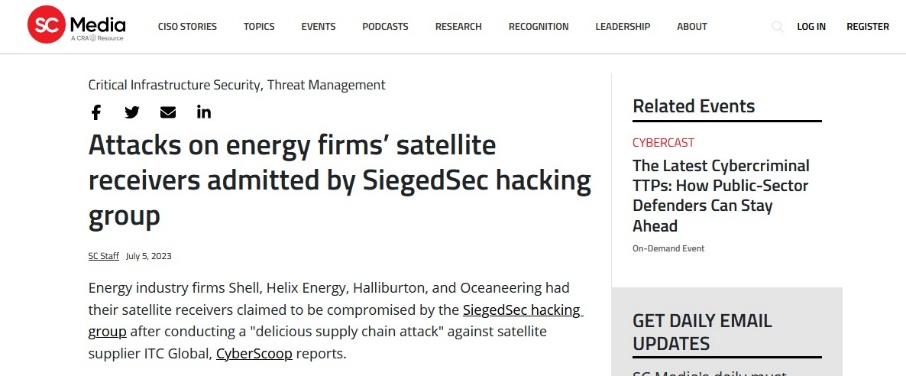 SC Media
A CRA Resource
CISO STORIES TOPICS EVENTS PODCASTS RESEARCH RECOGNITION LEADERSHIP ABOUT LOG IN REGISTER
Critical Infrastructure Security, Threat Management
Attacks on energy firms’ satellite
receivers admitted by SiegedSec hacking
group
SC Staff July 5, 2023
Energy industry firms Shell, Helix Energy, Halliburton, and Oceaneering had
their satellite receivers claimed to be compromised by the SiegedSec hacking
group after conducting a "delicious supply chain attack" against satellite
supplier ITC Global, CyberScoop reports.
Related Events
CYBERCAST
The Latest Cybercriminal
TTPs: How Public-Sector
Defenders Can Stay
Ahead
On-Demand Event
GET DAILY EMAIL
UPDATES
SC Media's daily must